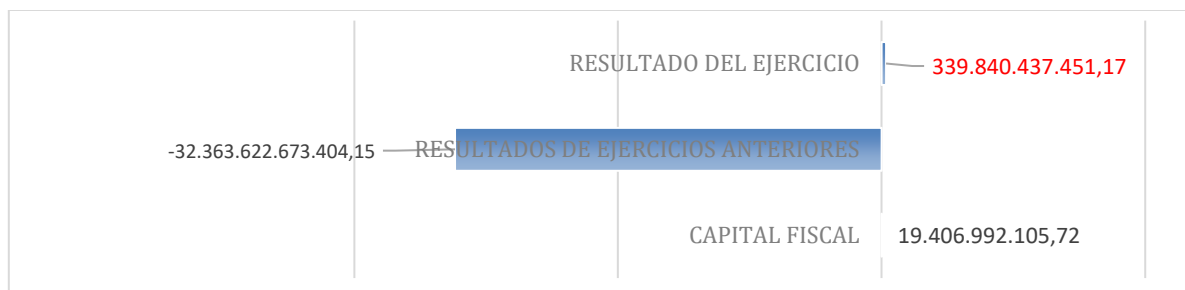 RESULTADO DEL EJERCICIO 339.840.437.451,17
-32.363.622.673.404,15 RESULTADOS DE EJERCICIOS ANTERIORES
CAPITAL FISCAL 19.406.992.105,72